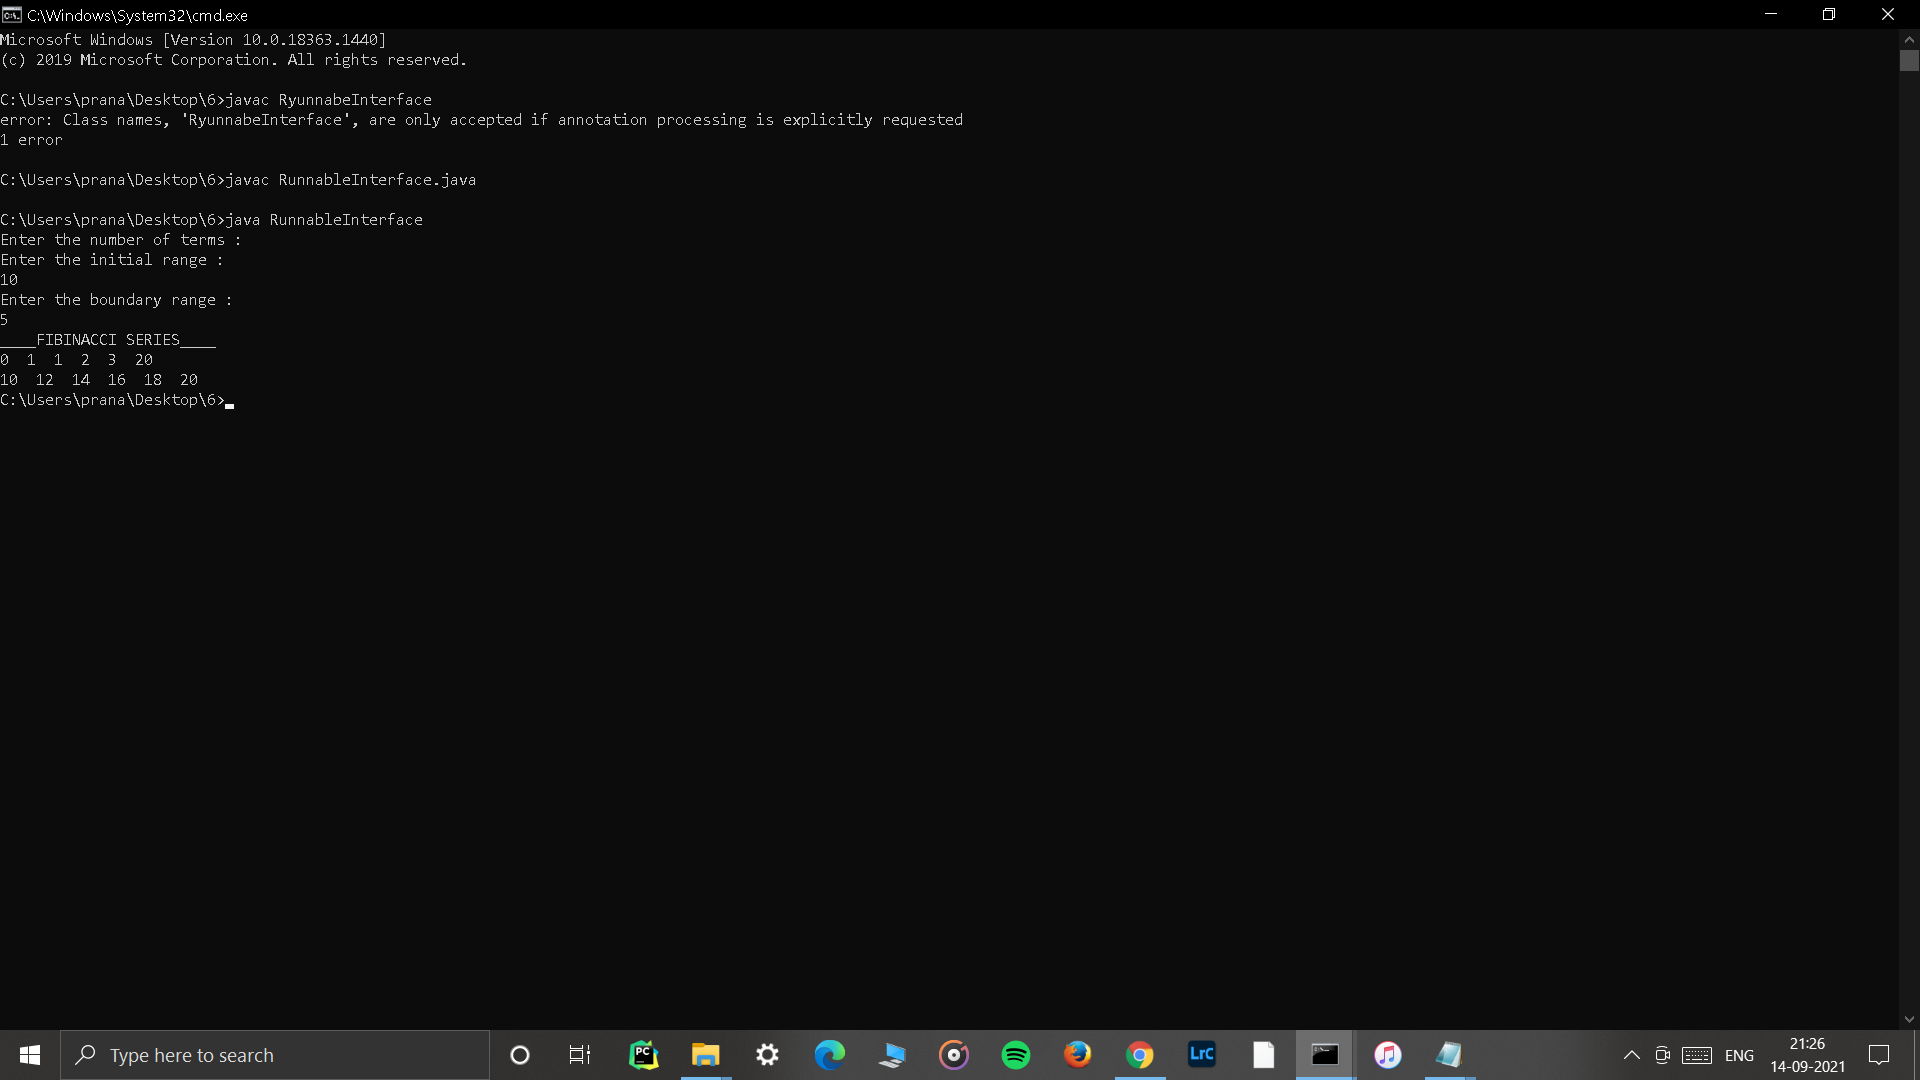 C:\Windows\System32\cmd.exe
Microsoft Windows [Version 10.0.18363.1440]
(c) 2019 Microsoft Corporation. All rights reserved.
C:\Users\prana\Desktop\6>javac RyunnabeInterface
error: Class names, 'RyunnabeInterface', are only accepted if annotation processing is explicitly requested
1 error
C:\Users\prana\Desktop\6>javac RunnableInterface.java
C:\Users\prana\Desktop\6>java RunnableInterface
Enter the number of terms :
Enter the initial range :
10
Enter the boundary range :
5
____FIBINACCI SERIES____
0  1  1  2  3  20
10  12  14  16  18  20
C:\Users\prana\Desktop\6>
Type here to search
PC
LrC
ENG
21:26
14-09-2021